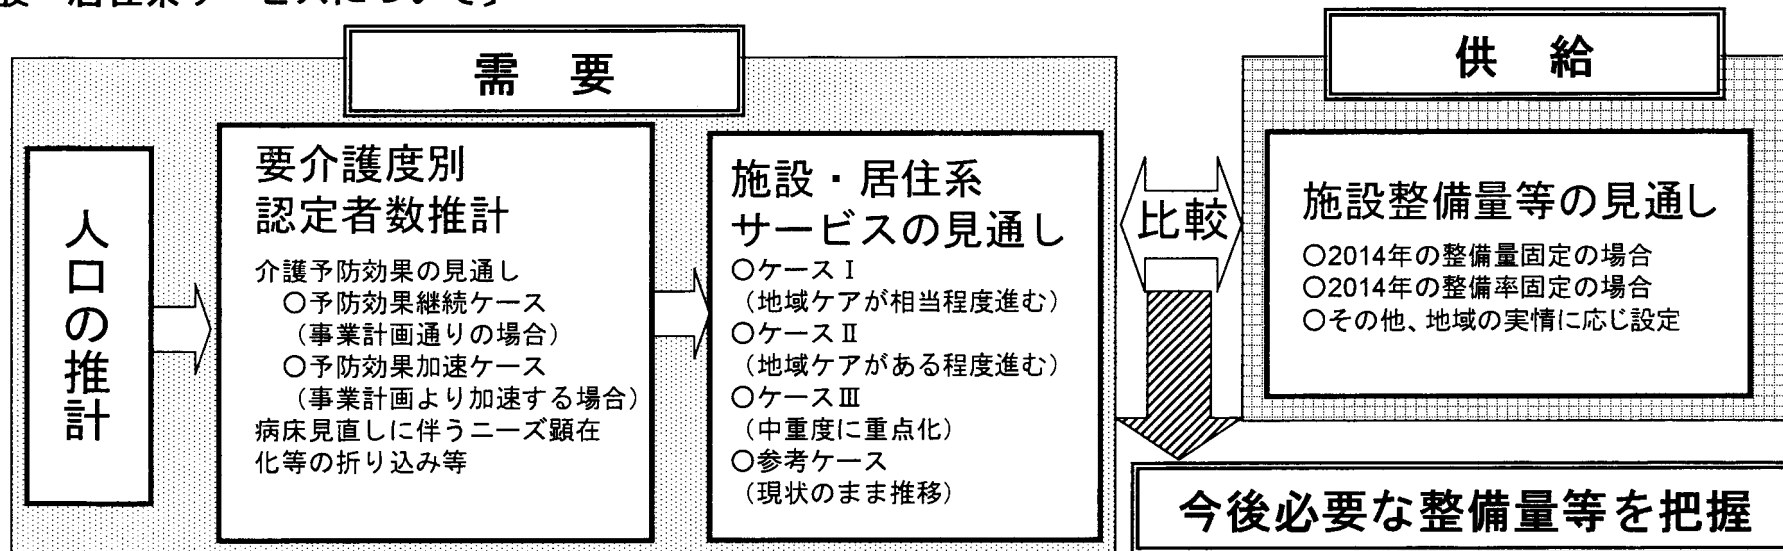 居住系サービスについて
需 要
人口の推計
要介護度別
認定者数推計
介護予防効果の見通し
○予防効果継続ケース
(事業計画通りの場合)
○予防効果加速ケース
(事業計画より加速する場合)
病床見直しに伴うニーズ顕在
化等の折り込み等
施設・居住系
サービスの見通し
○ケースⅠ
(地域ケアが相当程度進む)
○ケースⅡ
(地域ケアがある程度進む)
○ケースⅢ
(中重度に重点化)
○参考ケース
(現状のまま推移)
比較
供 給
施設整備量等の見通し
○2014年の整備量固定の場合
○2014年の整備率固定の場合
○その他、地域の実情に応じ設定
今後必要な整備量等を把握